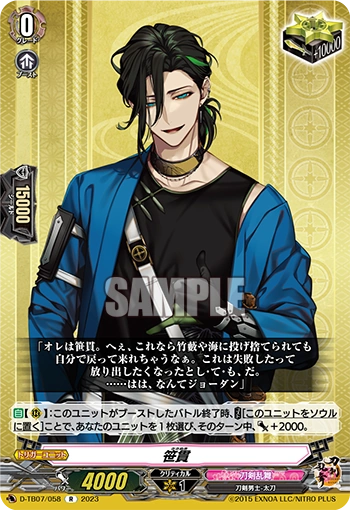 0
グレード
ブースト
+10000
15000
シールド
SAMPLE
「オレは笹貫。へぇ、これなら竹藪や海に投げ捨てられても
自分で戻って来れちゃうなぁ。これは失敗したって
放り出したくなったとし・て・も、だ。
……はは、なんてジョーダン」
【自】【(R)】:このユニットがブーストしたバトル終了時、【コスト】[このユニットをソウル
に置く]ことで、あなたのユニットを1枚選び、そのターン中、+2000。
トリガーユニット
笹貫
パワー 4000
クリティカル
1
刀剣乱舞
刀剣男士・太刀
D-TB07/058 R 2023
©2015 EXNOA LLC/NITRO PLUS